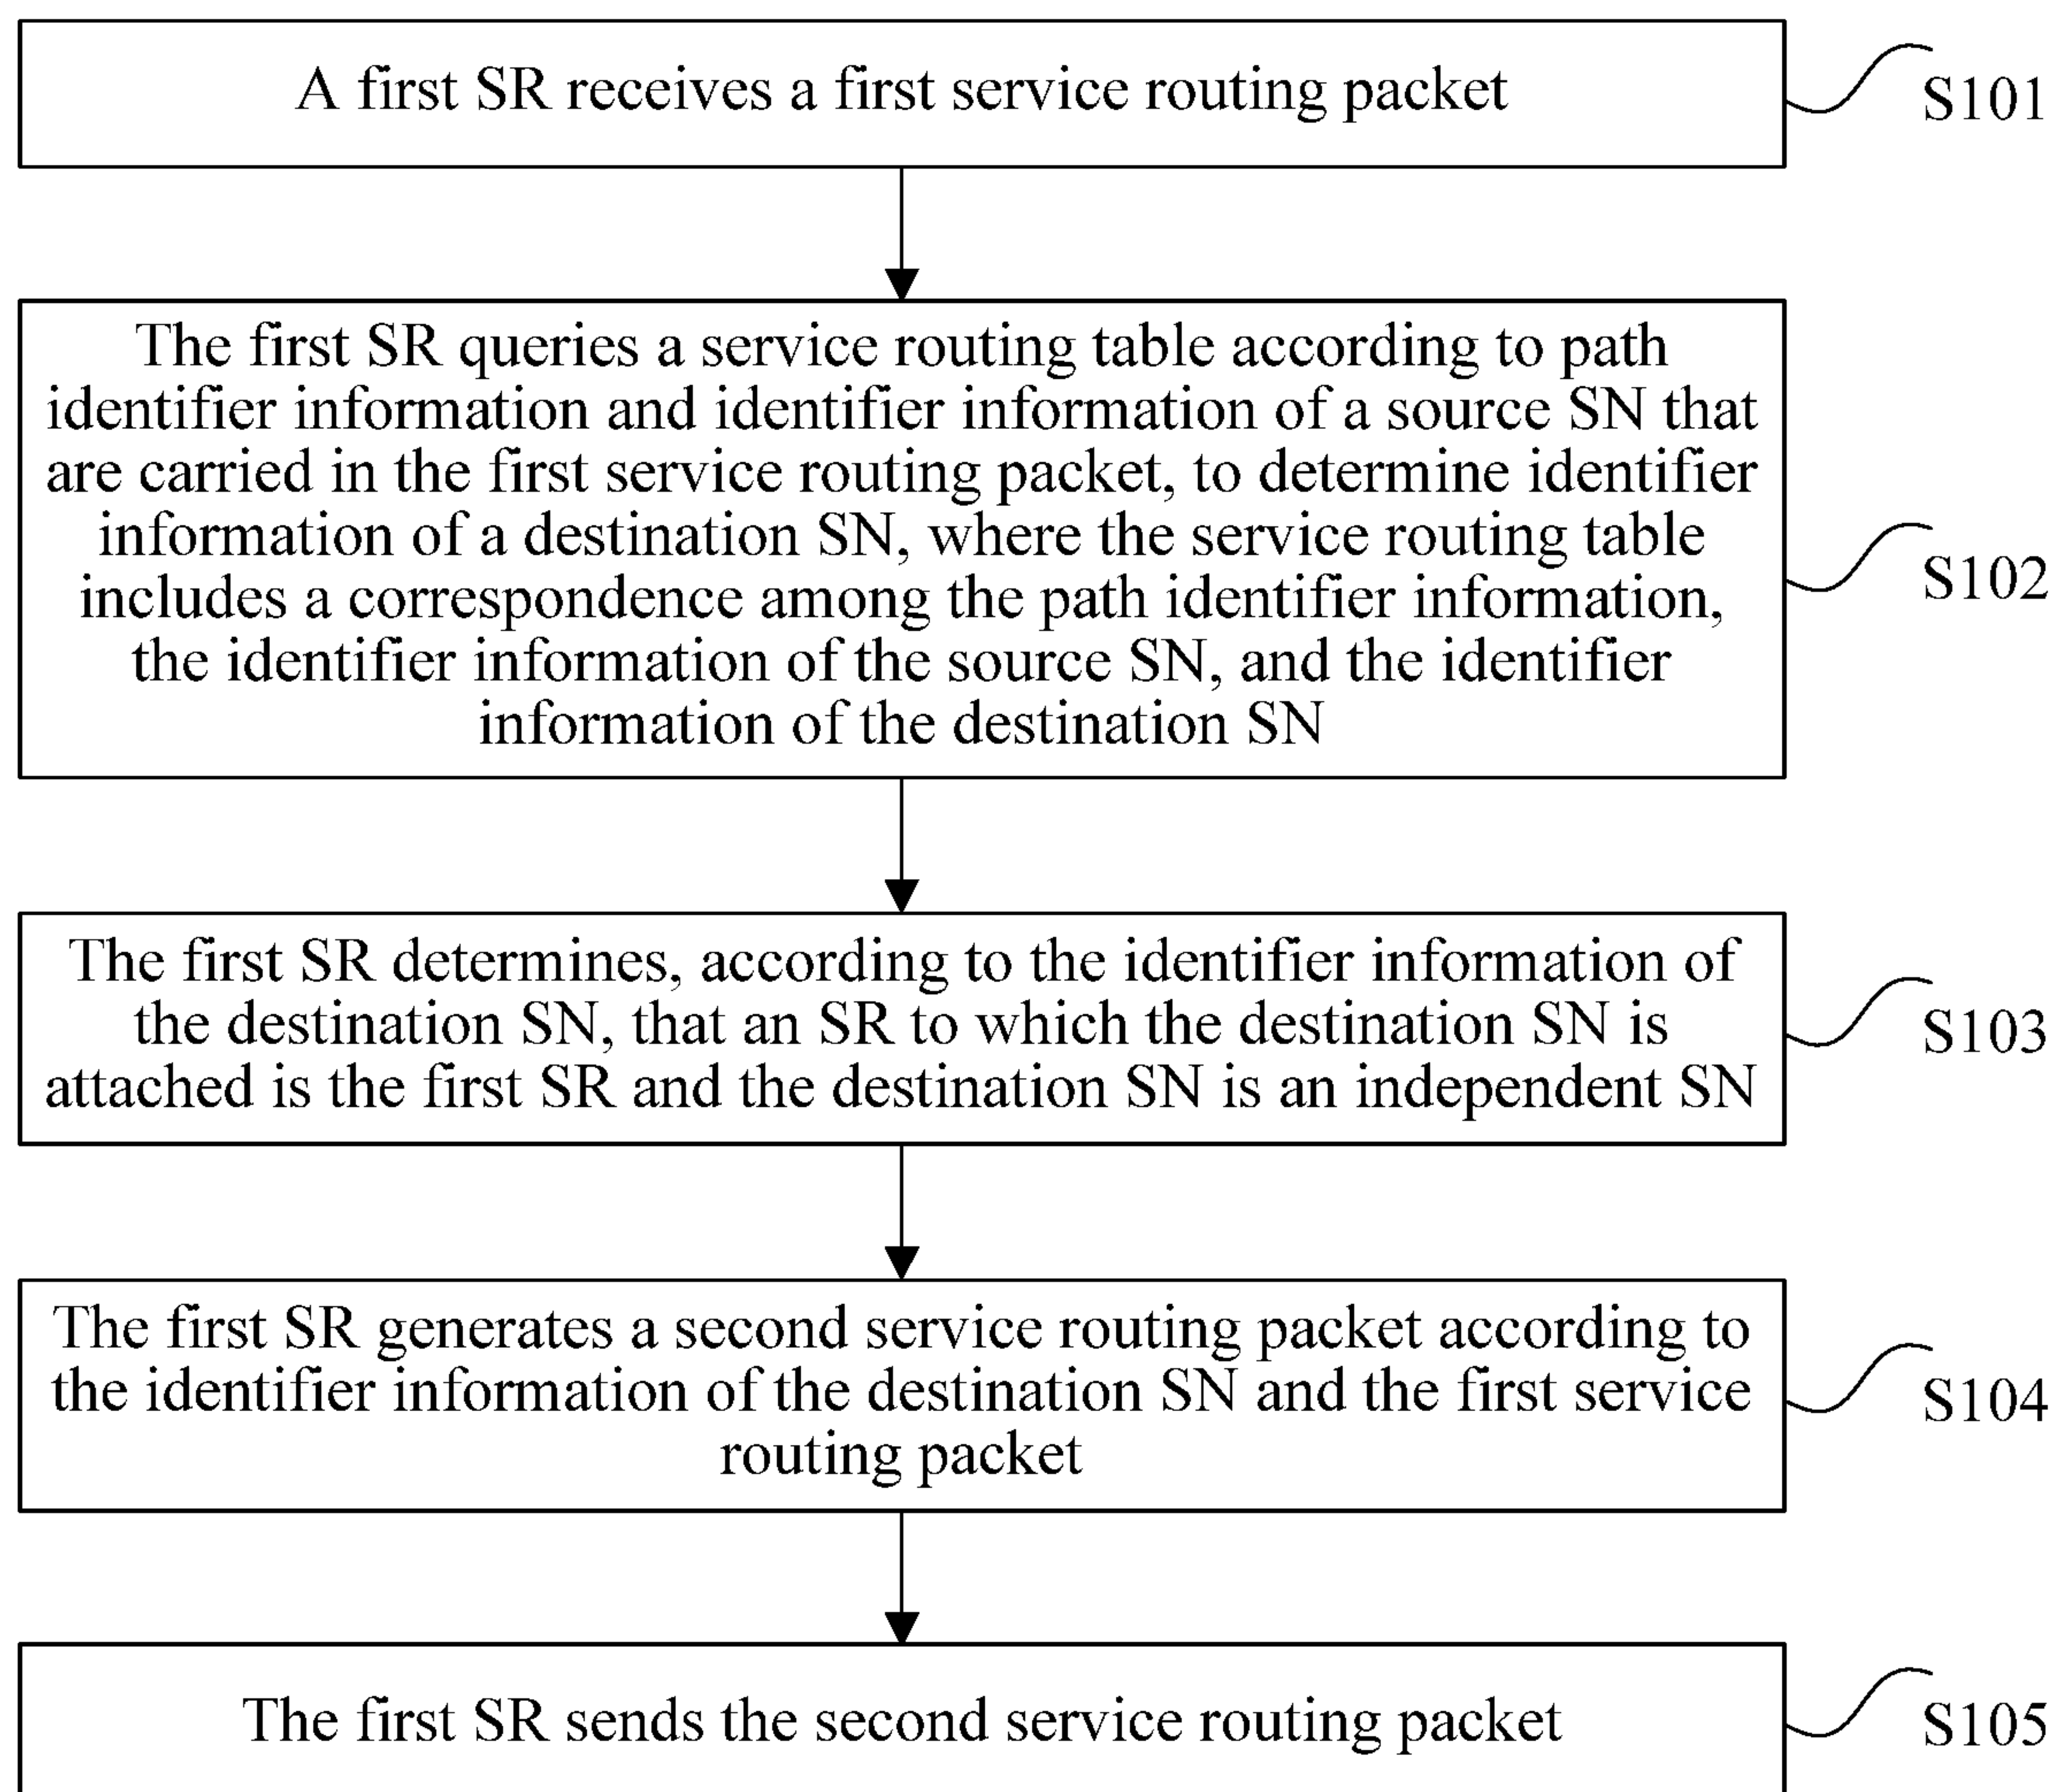 A first SR receives a first service routing packet
S101
The first SR queries a service routing table according to path
identifier information and identifier information of a source SN that
are carried in the first service routing packet, to determine identifier
information of a destination SN, where the service routing table
includes a correspondence among the path identifier information,
the identifier information of the source SN, and the identifier
information of the destination SN
S102
The first SR determines, according to the identifier information of
the destination SN, that an SR to which the destination SN is
attached is the first SR and the destination SN is an independent SN
S103
The first SR generates a second service routing packet according to
the identifier information of the destination SN and the first service
routing packet
S104
The first SR sends the second service routing packet
S105